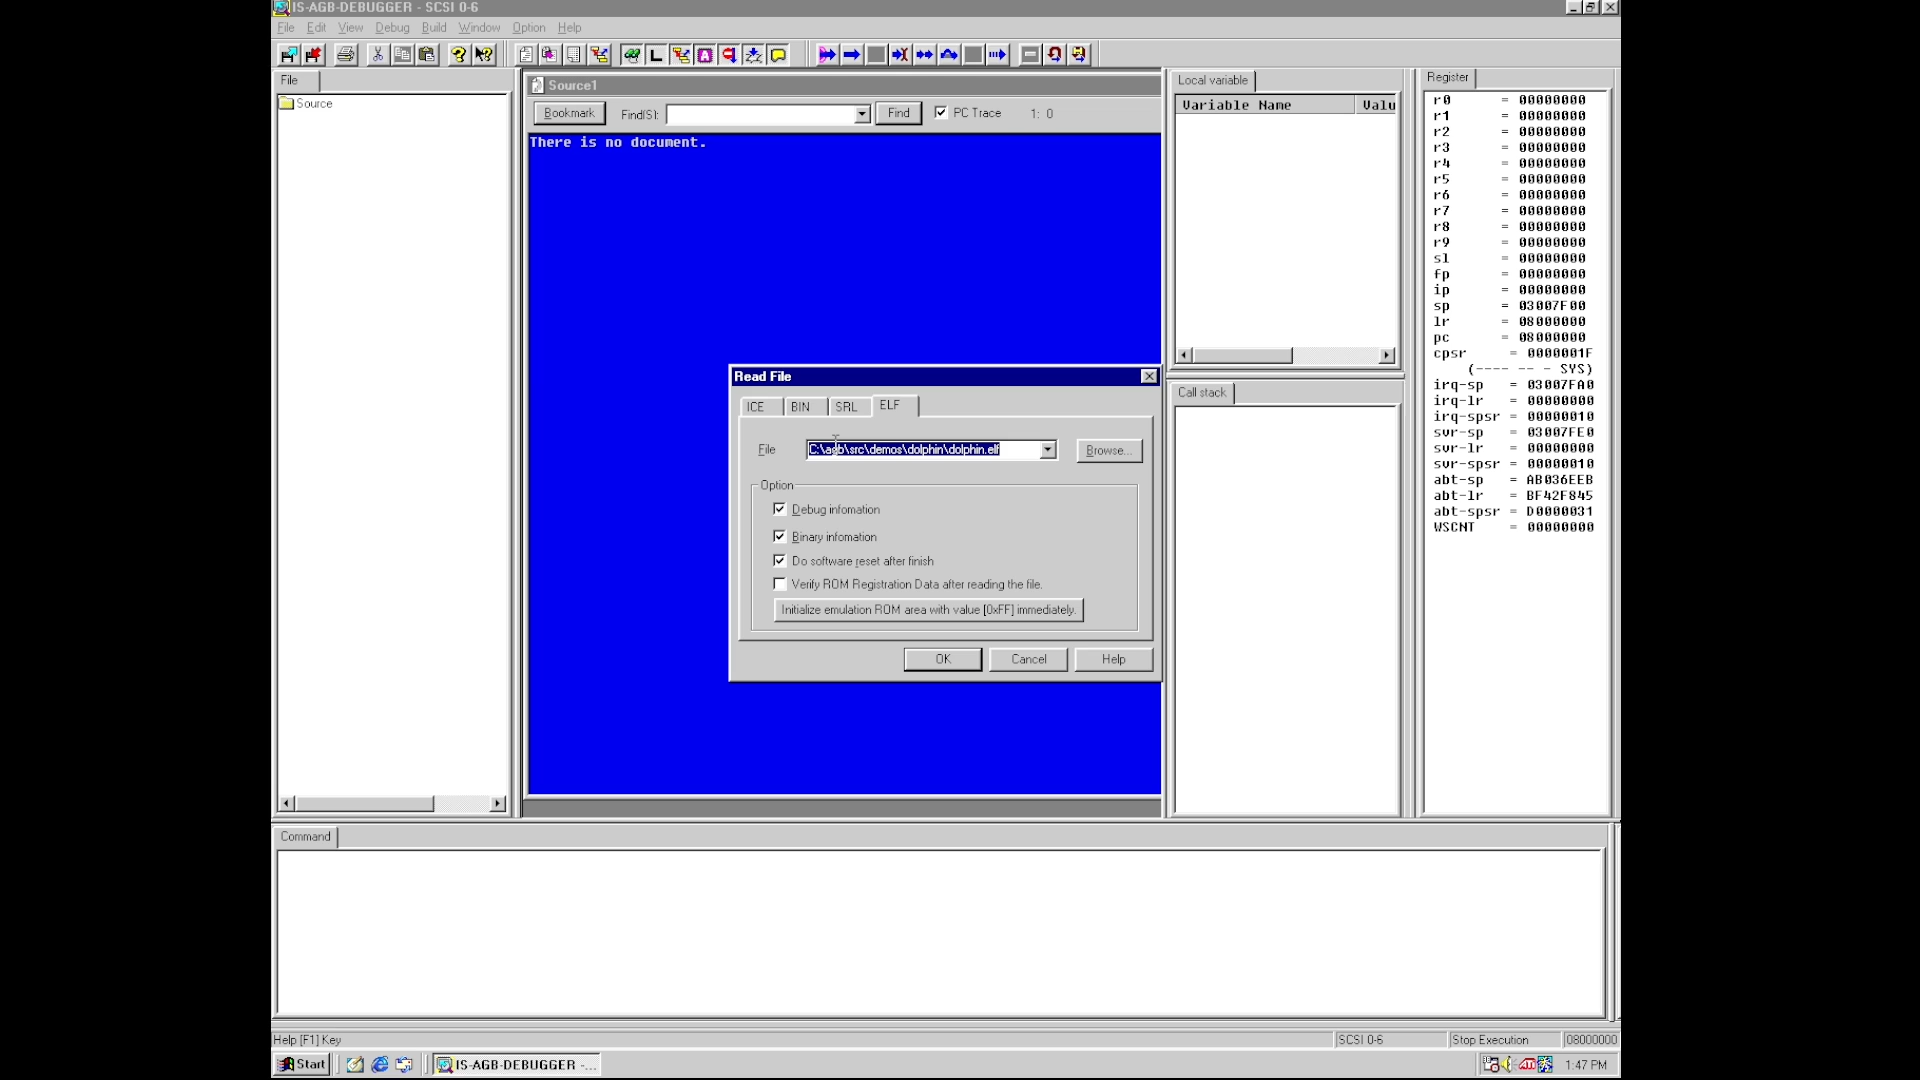 IS-AGB-DEBUGGER - SCSI 0-6
File Edit View Debug Build Window Option Help
File
Source
Source1
Bookmark Find(S): Find PC Trace 1: 0
There is no document.
Read File
ICE BIN SRL ELF
File C:\agb\src\demos\dolphin\dolphin.elf Browse...
Option
Debug infomation
Binary infomation
Do software reset after finish
Verify ROM Registration Data after reading the file.
Initialize emulation ROM area with value [0xFF] immediately.
OK Cancel Help
Local variable
Variable Name Valu
Call stack
Register
r0 = 00000000
r1 = 00000000
r2 = 00000000
r3 = 00000000
r4 = 00000000
r5 = 00000000
r6 = 00000000
r7 = 00000000
r8 = 00000000
r9 = 00000000
sl = 00000000
fp = 00000000
ip = 00000000
sp = 03007F00
lr = 08000000
pc = 08000000
cpsr = 0000001F
(---- -- - SYS)
irq-sp = 03007FA0
irq-lr = 00000000
irq-spsr = 00000010
svr-sp = 03007FE0
svr-lr = 00000000
svr-spsr = 00000010
abt-sp = AB036EEB
abt-lr = BF42F845
abt-spsr = D0000031
WSCNT = 00000000
Command
Help [F1] Key SCSI 0-6 Stop Execution 08000000
Start IS-AGB-DEBUGGER -... 1:47 PM